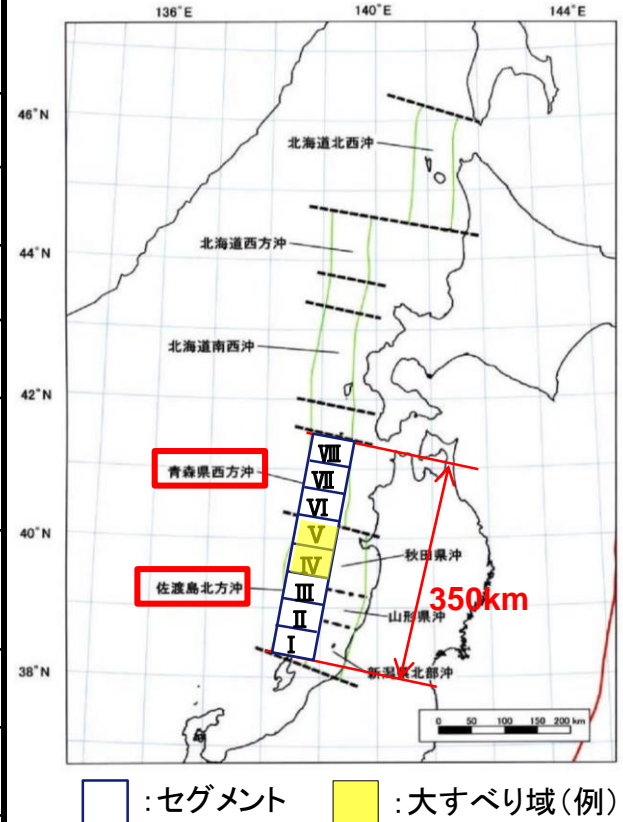 136°E
140°E
144°E
46°N
北海道北西沖
44°N
北海道西方沖
北海道南西沖
42°N
青森県西方沖
Ⅷ
Ⅶ
Ⅵ
40°N
Ⅴ
秋田県沖
Ⅳ
佐渡島北方沖
Ⅲ
350km
山形県沖
Ⅱ
Ⅰ
新潟県北部沖
38°N
0 50 100 150 200 km
:セグメント
:大すべり域(例)